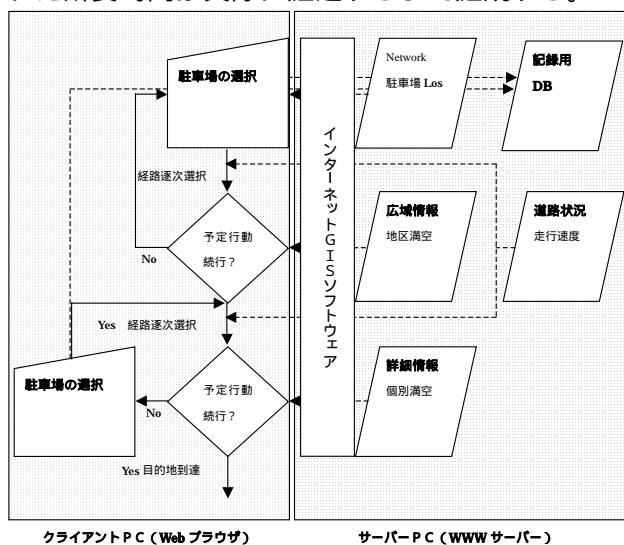 駐車場の選択
Network
駐車場 Los
記録用
DB
インターネットＧＩＳソフトウェア
経路逐次選択
予定行動
続行？
No
広域情報
地区満空
道路状況
走行速度
Yes 経路逐次選択
駐車場の選択
予定行動
続行？
No
詳細情報
個別満空
Yes 目的地到達
クライアントＰＣ（Web ブラウザ）
サーバーＰＣ（WWW サーバー）